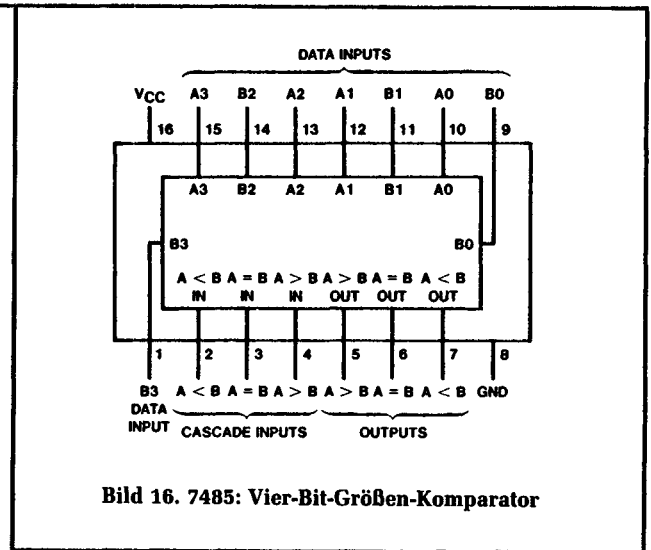 DATA INPUTS
VCC A3 B2 A2 A1 B1 A0 B0
16 15 14 13 12 11 10 9
A3 B2 A2 A1 B1 A0
B3 B0
A < B A = B A > B A > B A = B A < B
IN IN IN OUT OUT OUT
1 2 3 4 5 6 7 8
B3 A < B A = B A > B A > B A = B A < B GND
DATA
INPUT CASCADE INPUTS OUTPUTS
Bild 16. 7485: Vier-Bit-Größen-Komparator